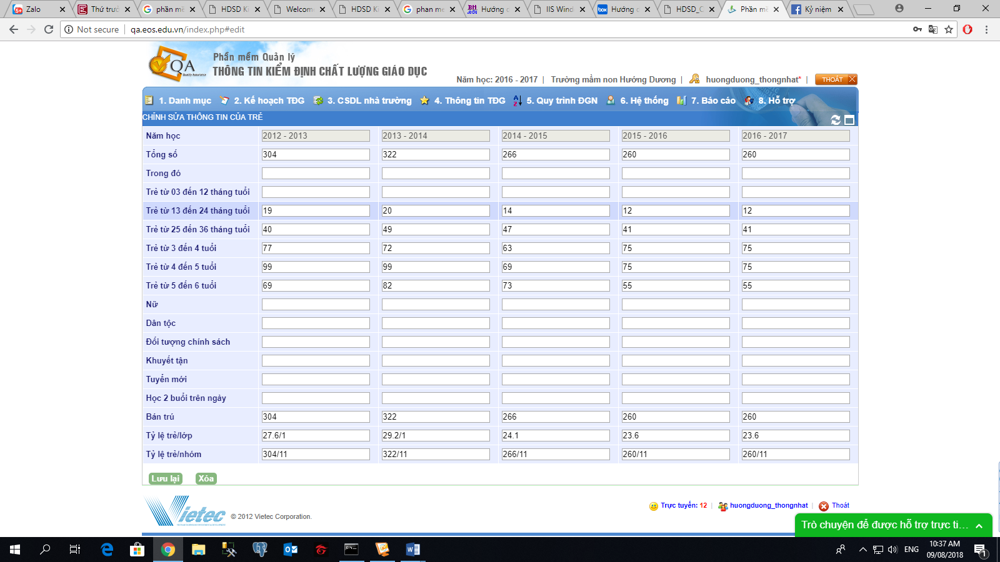 Zalo
Thứ trưở
phần mề
HDSD Ki
Welcome
HDSD Ki
phan me
Hướng d
IIS Wind
Hướng d
HDSD_C
Phần mề
Kỷ niệm
Not secure
qa.eos.edu.vn/index.php#edit
QA
Quality Assurance
Phần mềm Quản lý
THÔNG TIN KIỂM ĐỊNH CHẤT LƯỢNG GIÁO DỤC
Năm học: 2016 - 2017 | Trường mầm non Hướng Dương | huongduong_thongnhat* | THOÁT
1. Danh mục 2. Kế hoạch TĐG 3. CSDL nhà trường 4. Thông tin TĐG 5. Quy trình ĐGN 6. Hệ thống 7. Báo cáo 8. Hỗ trợ
CHỈNH SỬA THÔNG TIN CỦA TRẺ
Năm học 2012 - 2013 2013 - 2014 2014 - 2015 2015 - 2016 2016 - 2017
Tổng số 304 322 266 260 260
Trong đó
Trẻ từ 03 đến 12 tháng tuổi
Trẻ từ 13 đến 24 tháng tuổi 19 20 14 12 12
Trẻ từ 25 đến 36 tháng tuổi 40 49 47 41 41
Trẻ từ 3 đến 4 tuổi 77 72 63 75 75
Trẻ từ 4 đến 5 tuổi 99 99 69 75 75
Trẻ từ 5 đến 6 tuổi 69 82 73 55 55
Nữ
Dân tộc
Đối tượng chính sách
Khuyết tận
Tuyển mới
Học 2 buổi trên ngày
Bán trú 304 322 266 260 260
Tỷ lệ trẻ/lớp 27.6/1 29.2/1 24.1 23.6 23.6
Tỷ lệ trẻ/nhóm 304/11 322/11 266/11 260/11 260/11
Lưu lại Xóa
Vietec
© 2012 Vietec Corporation.
Trực tuyến: 12 | huongduong_thongnhat | Thoát
Trò chuyện để được hỗ trợ trực ti...
ENG
10:37 AM
09/08/2018
1